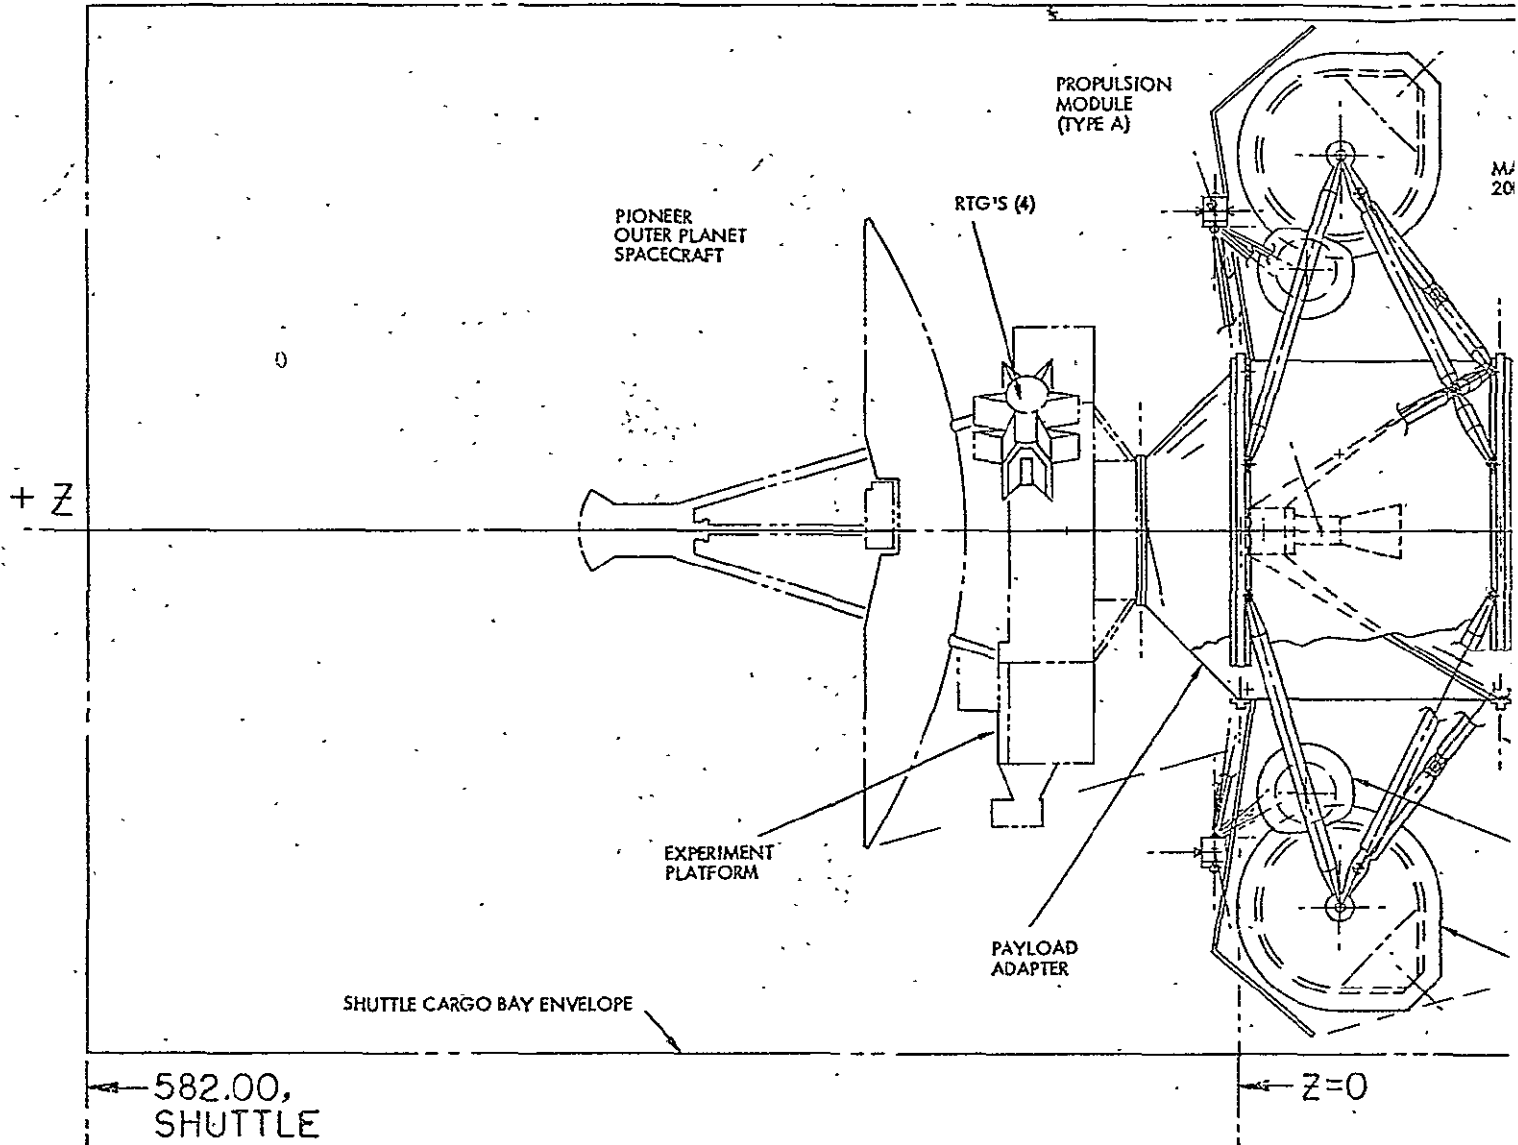 PROPULSION
MODULE
(TYPE A)
RTG'S (4)
PIONEER
OUTER PLANET
SPACECRAFT
+ Z
EXPERIMENT
PLATFORM
PAYLOAD
ADAPTER
SHUTTLE CARGO BAY ENVELOPE
582.00,
SHUTTLE
Z=0